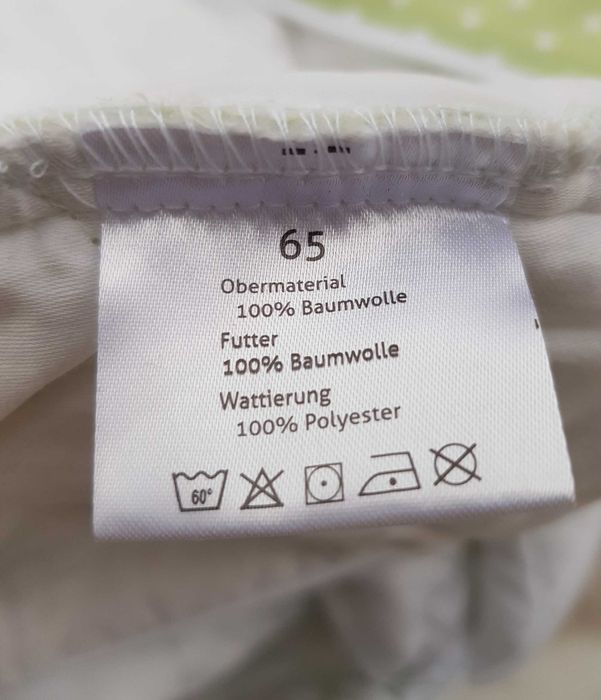 65
Obermaterial
100% Baumwolle
Futter
100% Baumwolle
Wattierung
100% Polyester
60°